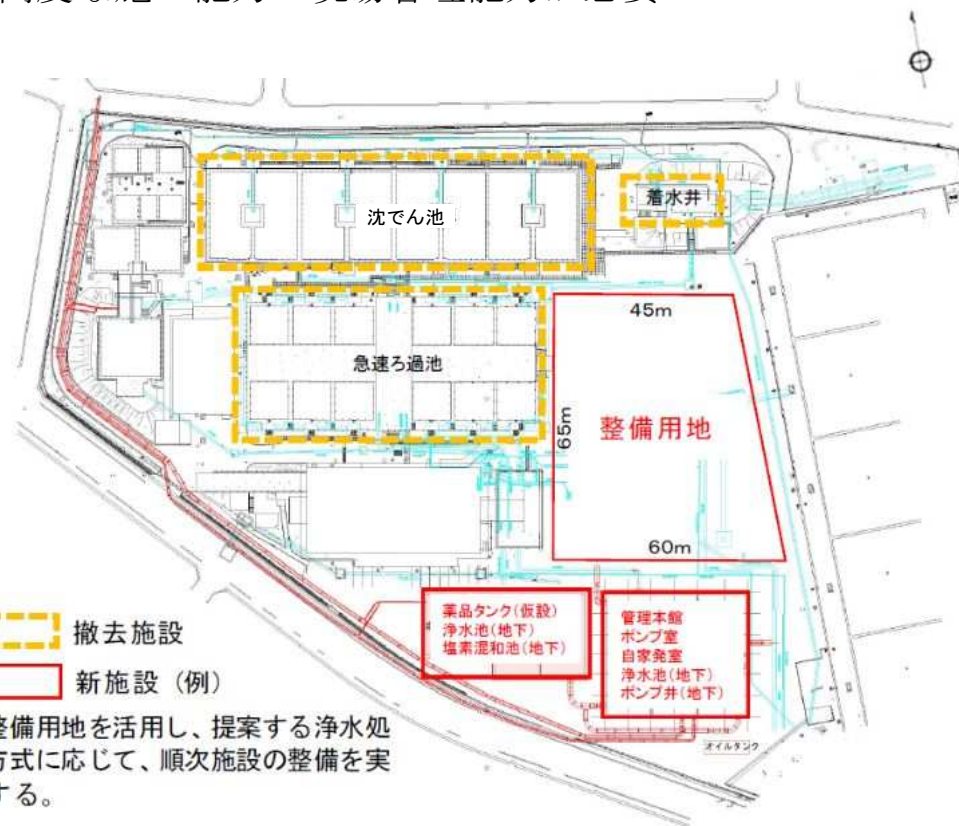 沈でん池
着水井
急速ろ過池
45m
65m
整備用地
60m
薬品タンク(仮設)
浄水池(地下)
塩素混和池(地下)
管理本館
ポンプ室
自家発室
浄水池(地下)
ポンプ井(地下)
オイルタンク
撤去施設
新施設（例）
整備用地を活用し、提案する浄水処
方式に応じて、順次施設の整備を実
する。